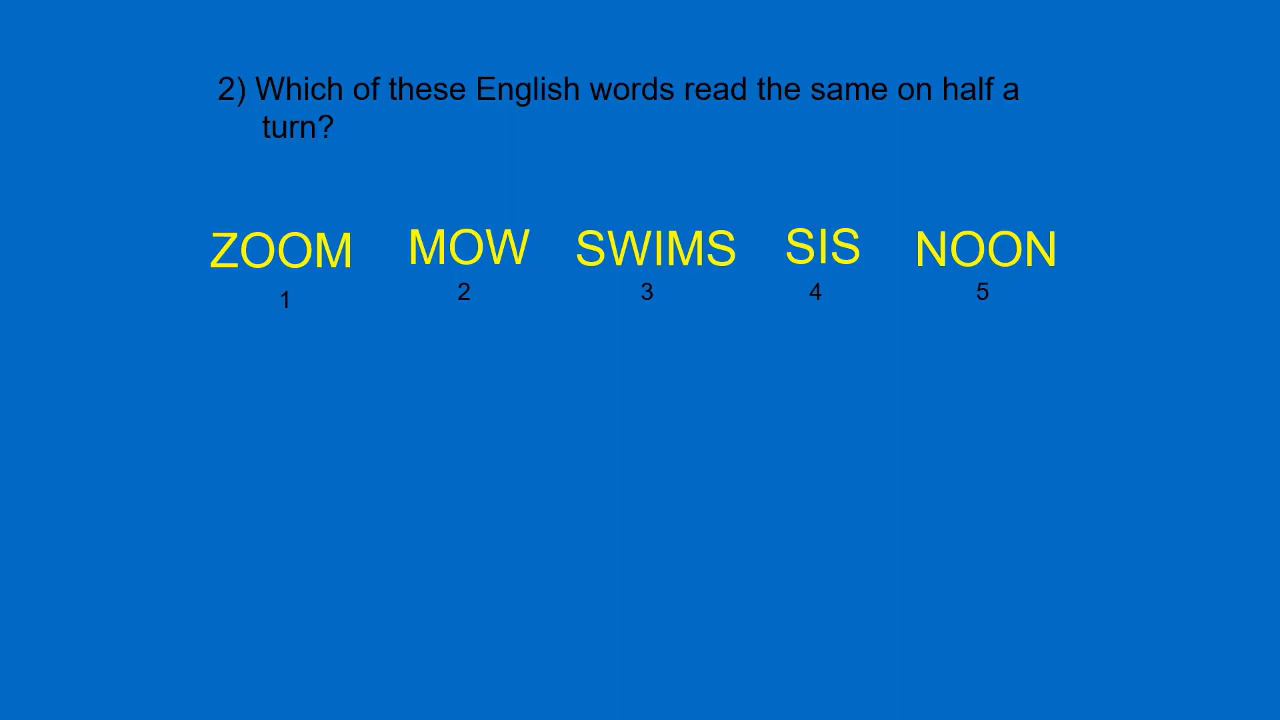 2) Which of these English words read the same on half a
turn?
ZOOM MOW SWIMS SIS NOON
1 2 3 4 5